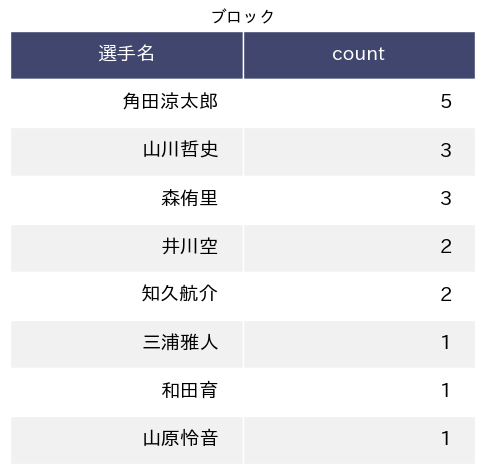 ブロック
選手名 count
角田涼太郎 5
山川哲史 3
森侑里 3
井川空 2
知久航介 2
三浦雅人 1
和田育 1
山原怜音 1